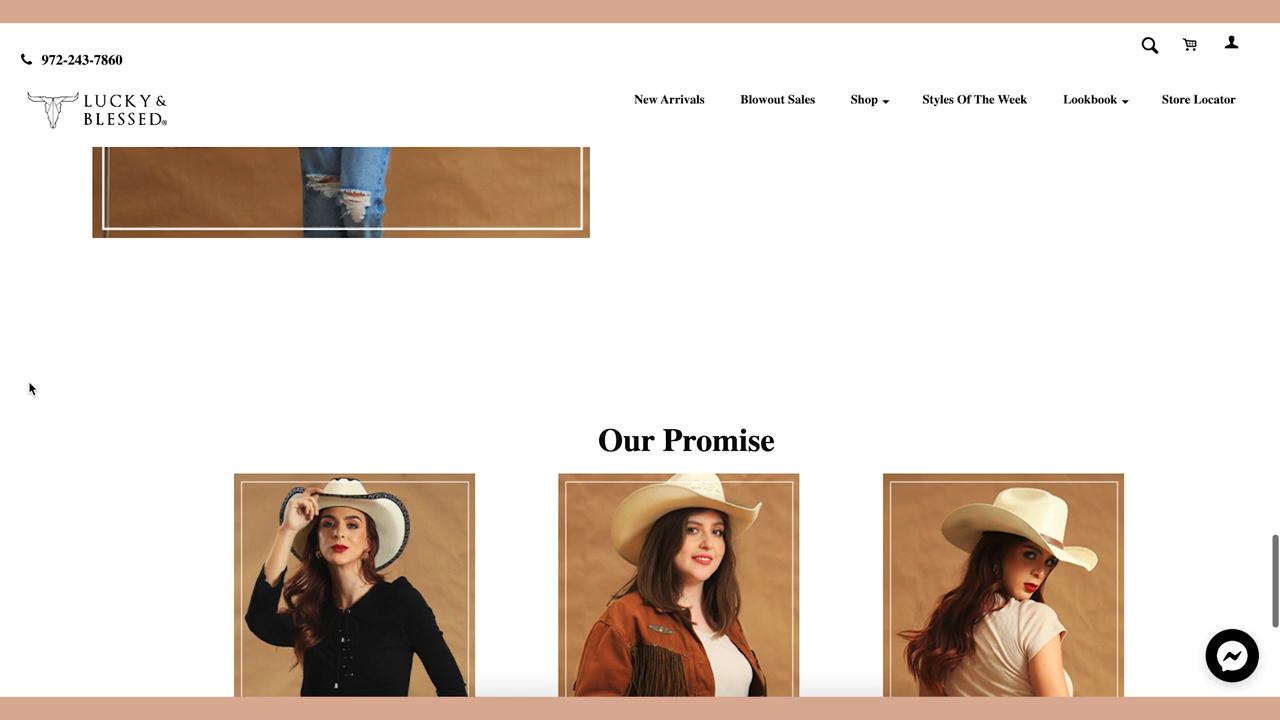 972-243-7860
LUCKY &
BLESSED®
New Arrivals
Blowout Sales
Shop
Styles Of The Week
Lookbook
Store Locator
Our Promise